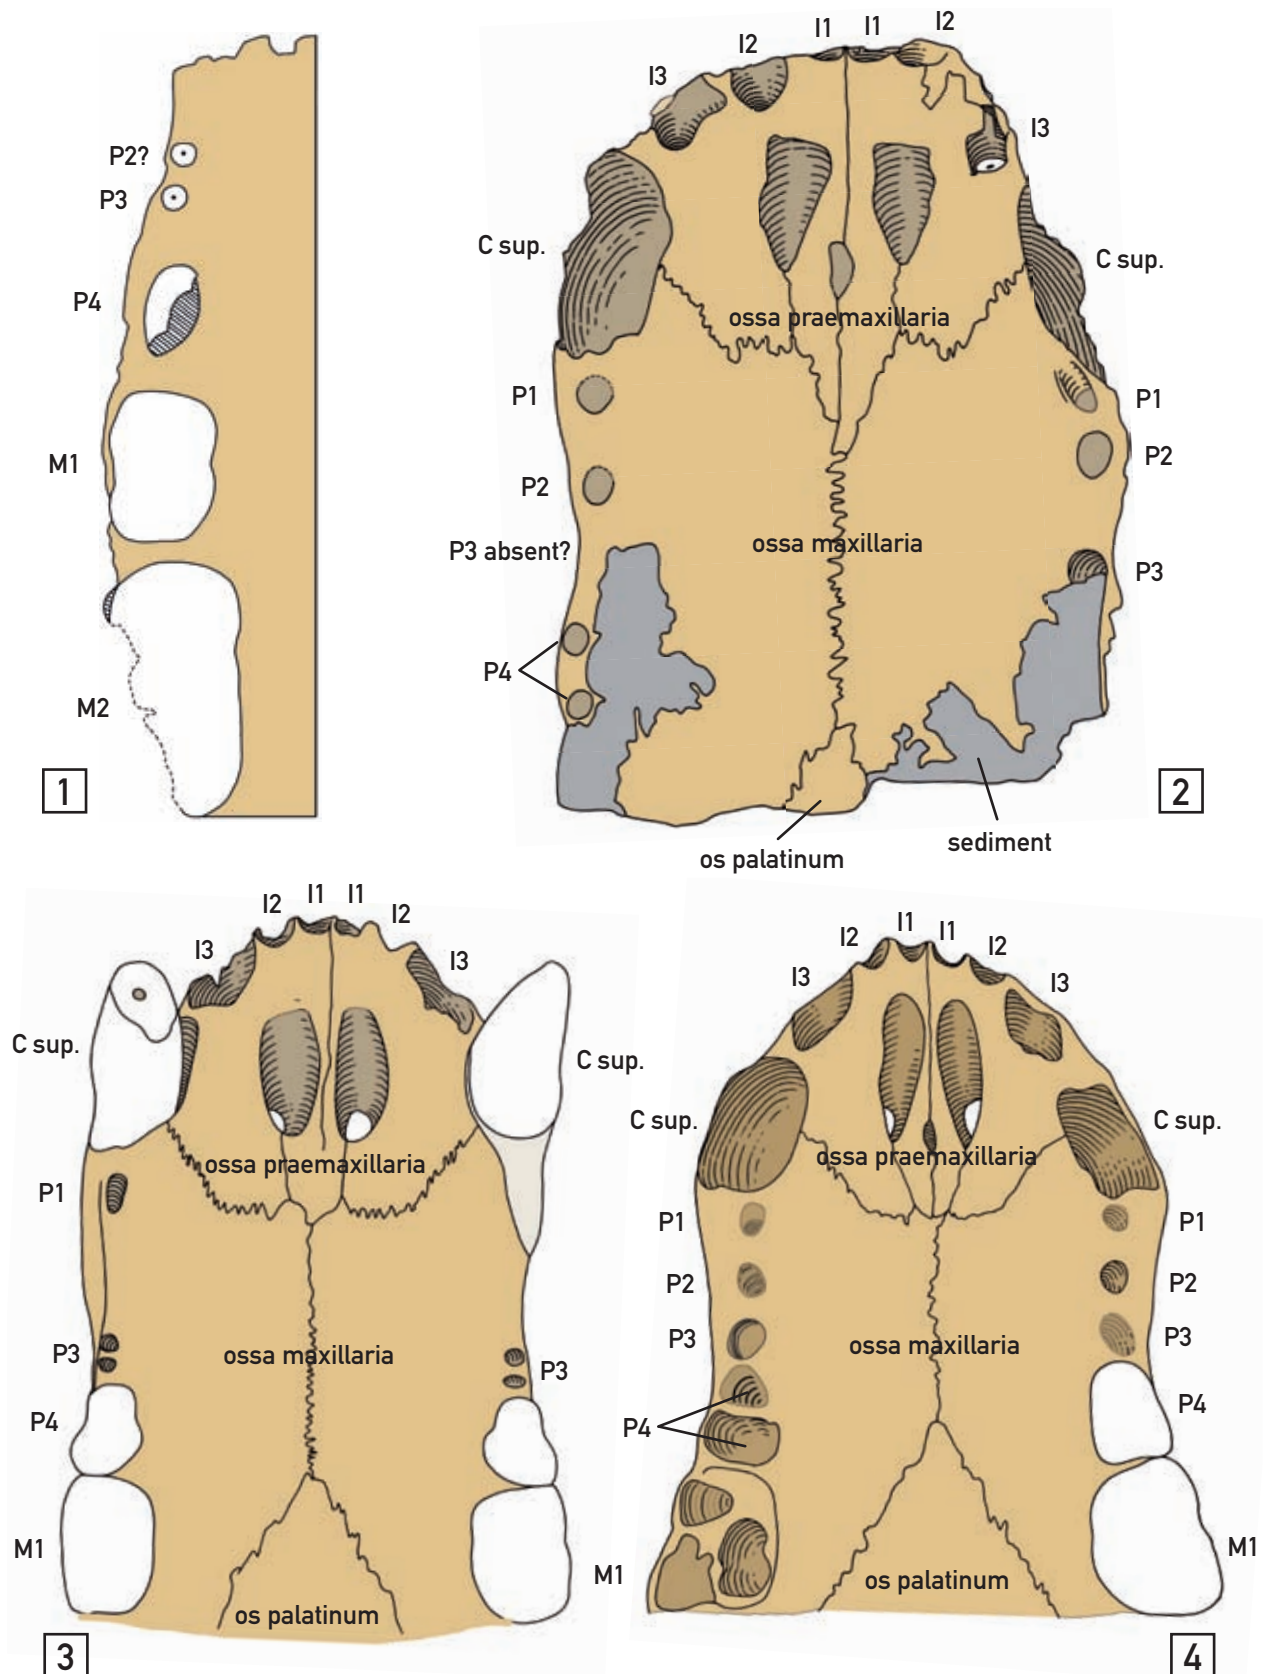 P2?
P3
P4
M1
M2
1
I1 I1
I2 I2
I3
I3
C sup.
C sup.
ossa praemaxillaria
P1
P1
P2
P2
P3 absent?
ossa maxillaria
P3
P4
os palatinum
sediment
2
I1 I1
I2 I2
I3
I3
C sup.
C sup.
ossa praemaxillaria
P1
P3
ossa maxillaria
P3
P4
M1
M1
os palatinum
3
I1 I1
I2 I2
I3
I3
C sup.
C sup.
ossa praemaxillaria
P1
P1
P2
P2
P3
ossa maxillaria
P3
P4
P4
M1
os palatinum
4